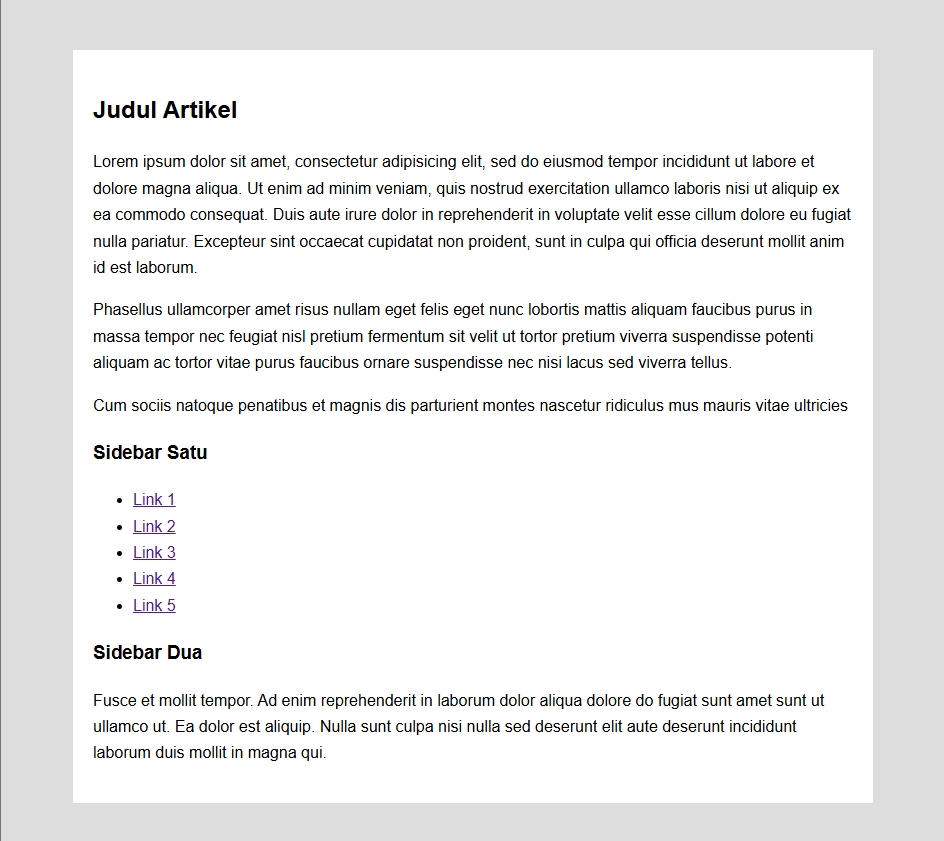 Judul Artikel
Lorem ipsum dolor sit amet, consectetur adipisicing elit, sed do eiusmod tempor incididunt ut labore et
dolore magna aliqua. Ut enim ad minim veniam, quis nostrud exercitation ullamco laboris nisi ut aliquip ex
ea commodo consequat. Duis aute irure dolor in reprehenderit in voluptate velit esse cillum dolore eu fugiat
nulla pariatur. Excepteur sint occaecat cupidatat non proident, sunt in culpa qui officia deserunt mollit anim
id est laborum.
Phasellus ullamcorper amet risus nullam eget felis eget nunc lobortis mattis aliquam faucibus purus in
massa tempor nec feugiat nisl pretium fermentum sit velit ut tortor pretium viverra suspendisse potenti
aliquam ac tortor vitae purus faucibus ornare suspendisse nec nisi lacus sed viverra tellus.
Cum sociis natoque penatibus et magnis dis parturient montes nascetur ridiculus mus mauris vitae ultricies
Sidebar Satu
• Link 1
• Link 2
• Link 3
• Link 4
• Link 5
Sidebar Dua
Fusce et mollit tempor. Ad enim reprehenderit in laborum dolor aliqua dolore do fugiat sunt amet sunt ut
ullamco ut. Ea dolor est aliquip. Nulla sunt culpa nisi nulla sed deserunt elit aute deserunt incididunt
laborum duis mollit in magna qui.